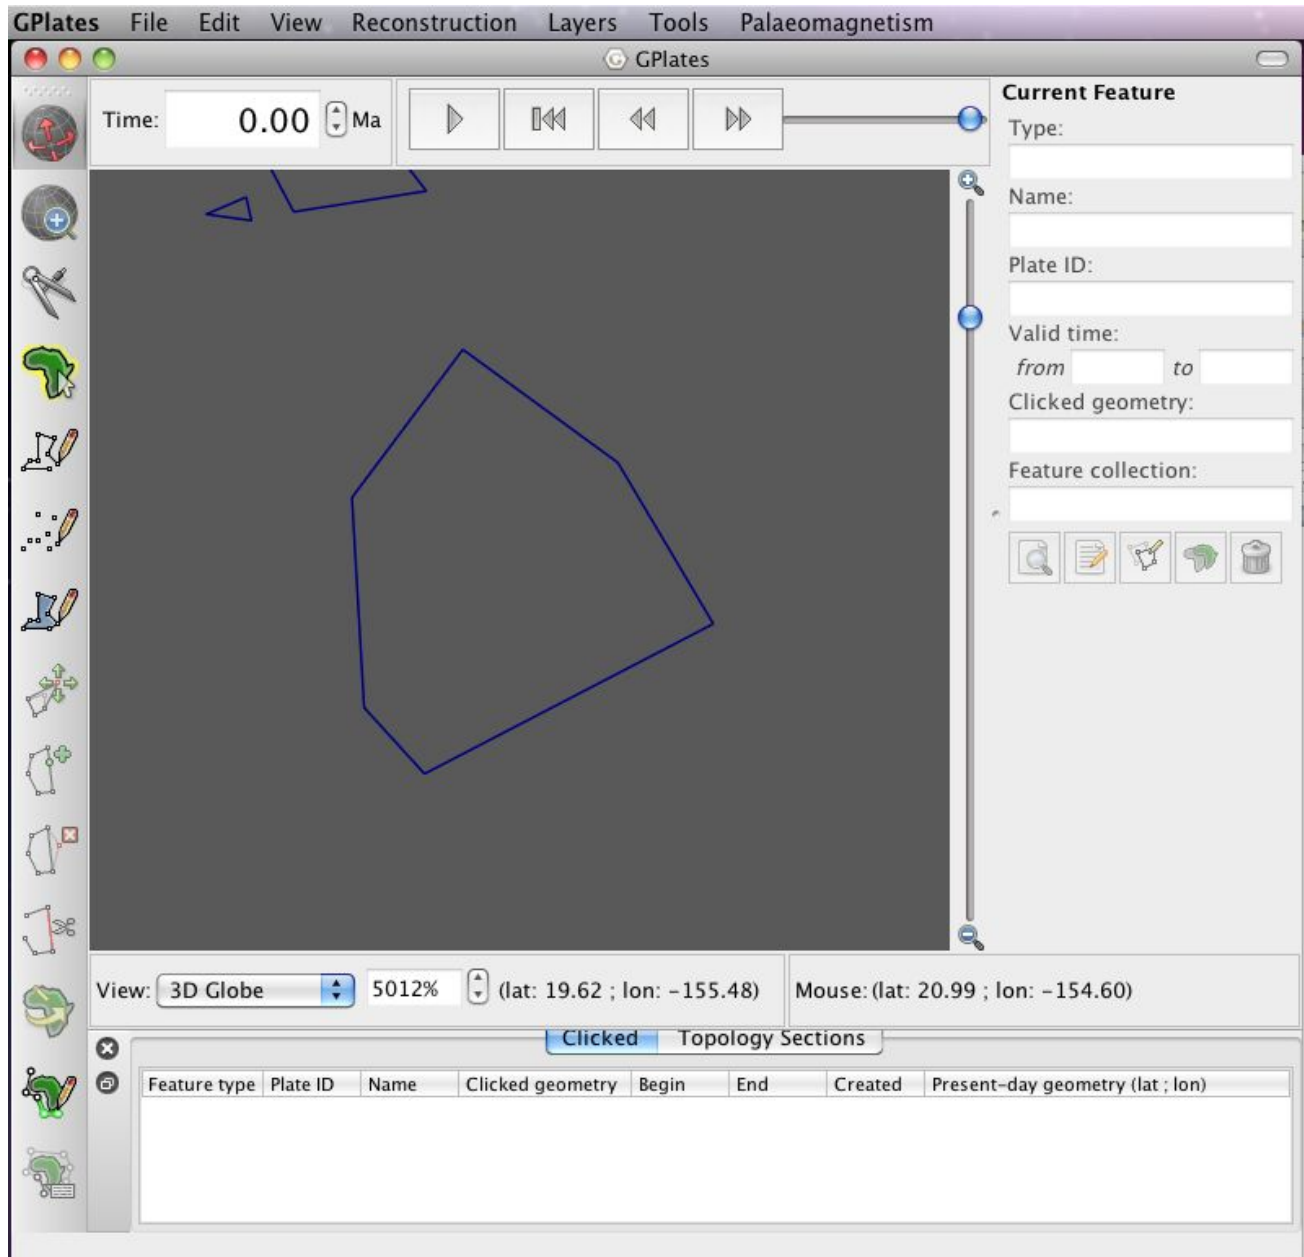 GPlates File Edit View Reconstruction Layers Tools Palaeomagnetism
GPlates
Time: 0.00 Ma
Current Feature
Type:
Name:
Plate ID:
Valid time:
from to
Clicked geometry:
Feature collection:
View: 3D Globe 5012% (lat: 19.62 ; lon: -155.48) Mouse: (lat: 20.99 ; lon: -154.60)
Clicked Topology Sections
Feature type Plate ID Name Clicked geometry Begin End Created Present-day geometry (lat ; lon)